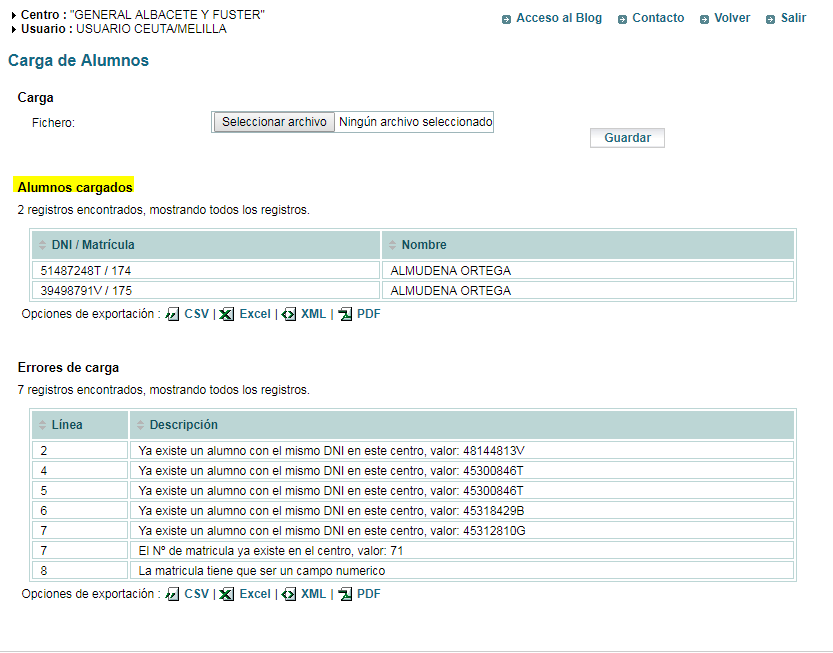 Centro : "GENERAL ALBACETE Y FUSTER"
Usuario : USUARIO CEUTA/MELILLA
Acceso al Blog Contacto Volver Salir
Carga de Alumnos
Carga
Fichero: Seleccionar archivo Ningún archivo seleccionado
Guardar
Alumnos cargados
2 registros encontrados, mostrando todos los registros.
DNI / Matrícula Nombre
51487248T / 174 ALMUDENA ORTEGA
39498791V / 175 ALMUDENA ORTEGA
Opciones de exportación : CSV | Excel | XML | PDF
Errores de carga
7 registros encontrados, mostrando todos los registros.
Línea Descripción
2 Ya existe un alumno con el mismo DNI en este centro, valor: 48144813V
4 Ya existe un alumno con el mismo DNI en este centro, valor: 45300846T
5 Ya existe un alumno con el mismo DNI en este centro, valor: 45300846T
6 Ya existe un alumno con el mismo DNI en este centro, valor: 45318429B
7 Ya existe un alumno con el mismo DNI en este centro, valor: 45312810G
7 El Nº de matricula ya existe en el centro, valor: 71
8 La matricula tiene que ser un campo numerico
Opciones de exportación : CSV | Excel | XML | PDF